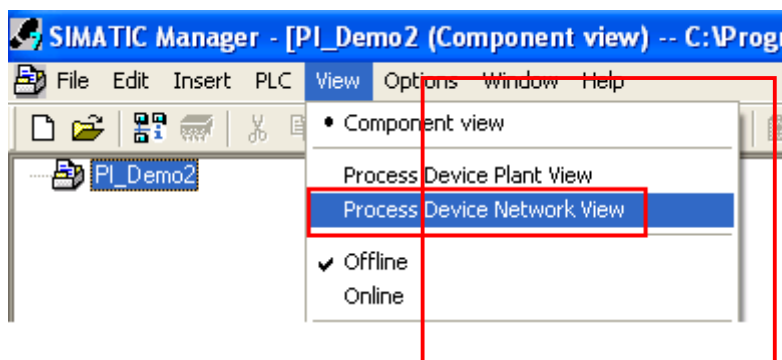 SIMATIC Manager - [PI_Demo2 (Component view) -- C:\Progr
File Edit Insert PLC View Options Window Help
• Component view
PI_Demo2
Process Device Plant View
Process Device Network View
✓ Offline
Online